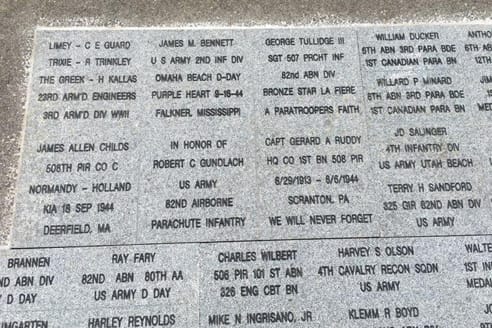 LIMEY - C E GUARD
TRIXIE - R TRINKLEY
THE GREEK - H KALLAS
23RD ARM'D ENGINEERS
3RD ARM'D DIV WWII
JAMES M. BENNETT
U S ARMY 2ND INF DIV
OMAHA BEACH D-DAY
PURPLE HEART 8-16-44
FALKNER, MISSISSIPPI
GEORGE TULLIDGE III
SGT 507 PRCHT INF
82nd ABN DIV
BRONZE STAR LA FIERE
A PARATROOPERS FAITH
WILLIAM DUCKER
6TH ABN 3RD PARA BDE
1ST CANADIAN PARA BN
WILLARD P MINARD
6TH ABN 3RD PARA BDE
1ST CANADIAN PARA BN
JAMES ALLEN CHILDS
508TH PIR CO C
NORMANDY - HOLLAND
KIA 18 SEP 1944
DEERFIELD, MA
IN HONOR OF
ROBERT C GUNDLACH
US ARMY
82ND AIRBORNE
PARACHUTE INFANTRY
CAPT GERARD A RUDDY
HQ CO 1ST BN 508 PIR
6/29/1913 - 6/6/1944
SCRANTON, PA
WE WILL NEVER FORGET
JD SALINGER
4TH INFANTRY DIV
US ARMY UTAH BEACH
TERRY H SANDFORD
325 GIR 82ND ABN DIV
US ARMY
BRANNEN
ABN DIV
D DAY
RAY FARY
82ND ABN 80TH AA
US ARMY D DAY
HARLEY REYNOLDS
CHARLES WILBERT
506 PIR 101 ST ABN
326 ENG CBT BN
MIKE N INGRISANO, JR
HARVEY S OLSON
4TH CAVALRY RECON SQDN
US ARMY
KLEMM R BOYD
1ST